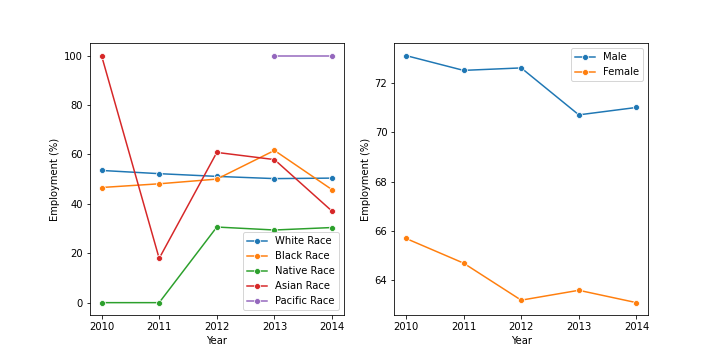 100
80
60
40
20
0
Employment (%)
2010 2011 2012 2013 2014
Year
White Race
Black Race
Native Race
Asian Race
Pacific Race
72
70
68
66
64
Employment (%)
2010 2011 2012 2013 2014
Year
Male
Female